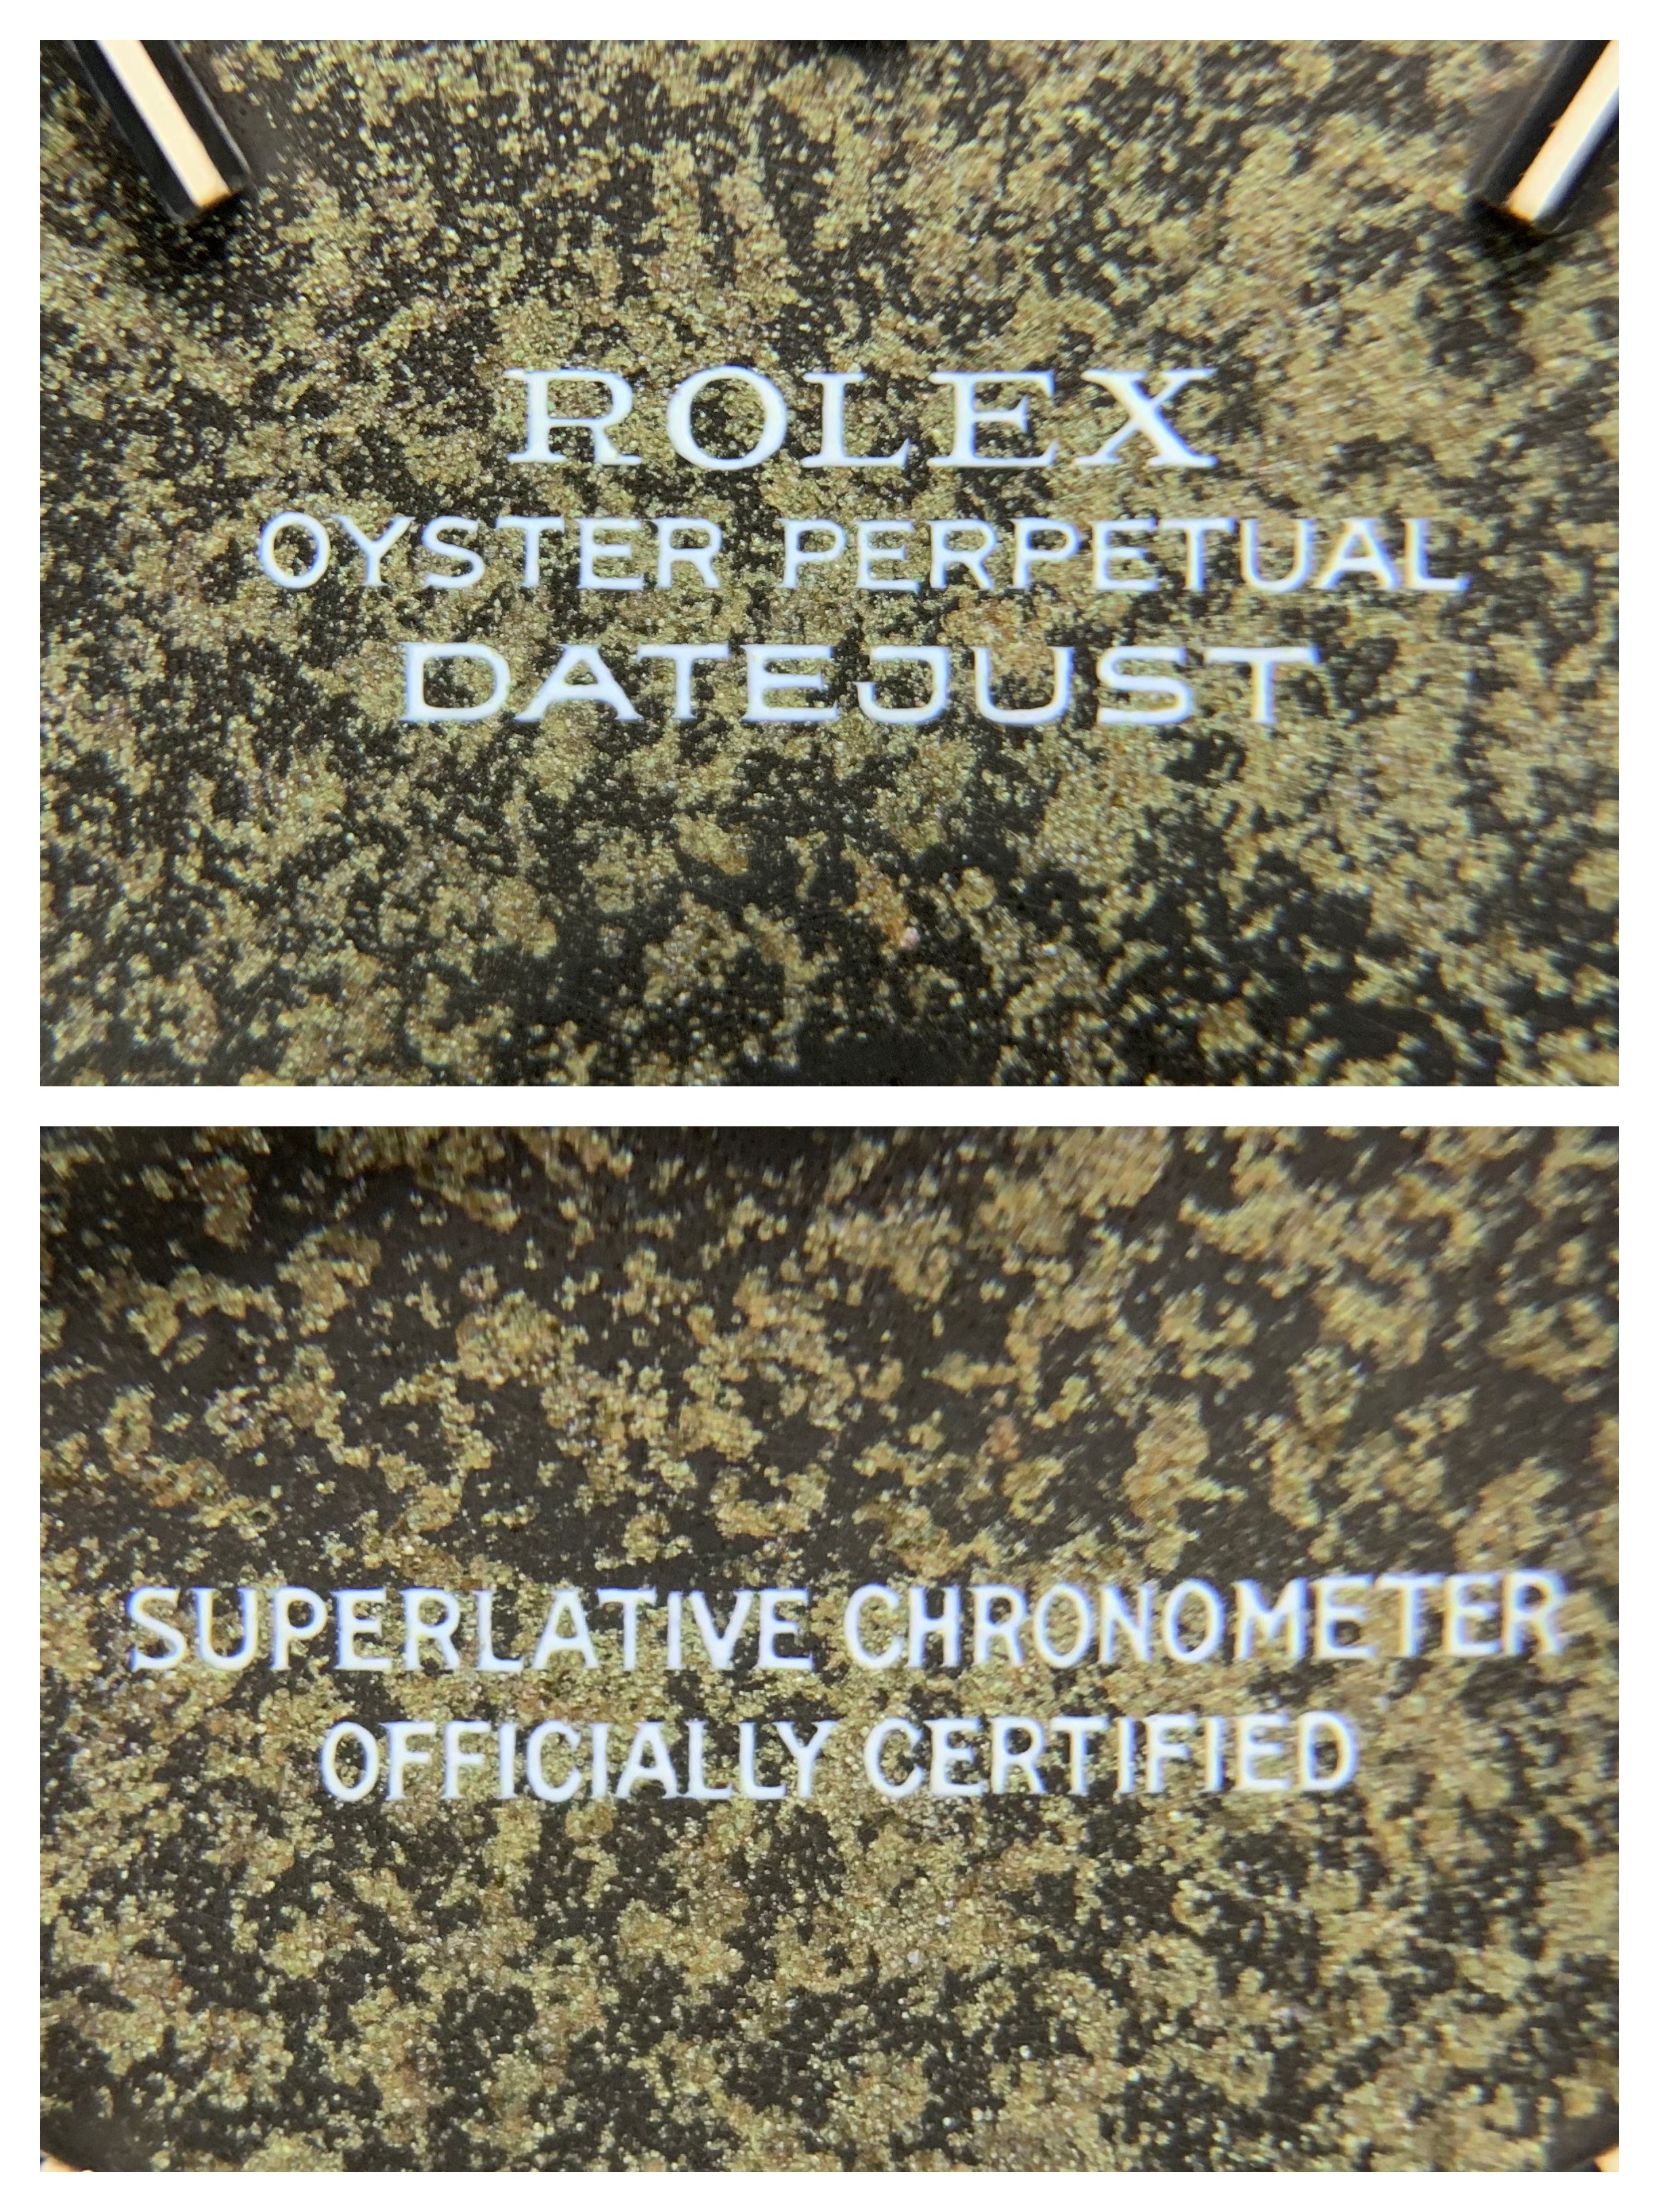 ROLEX
OYSTER PERPETUAL
DATEJUST
SUPERLATIVE CHRONOMETER
OFFICIALLY CERTIFIED